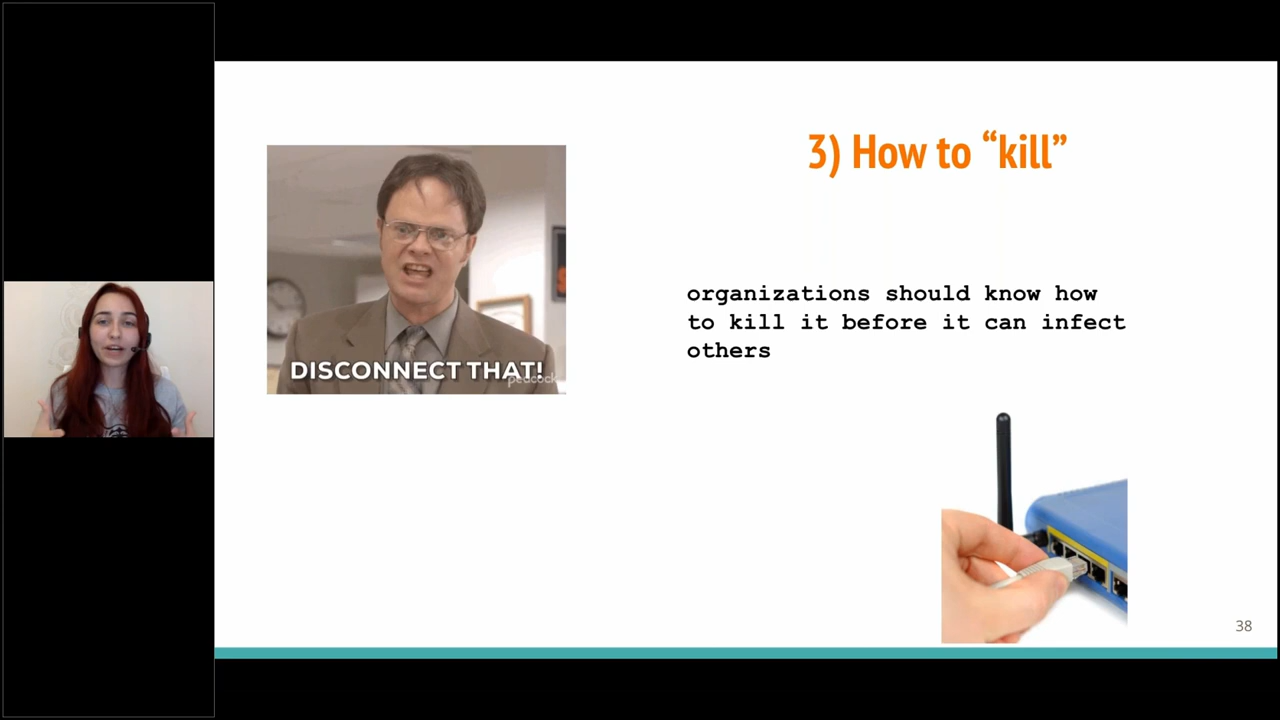 3) How to “kill”
DISCONNECT THAT!
peacock
organizations should know how
to kill it before it can infect
others
38